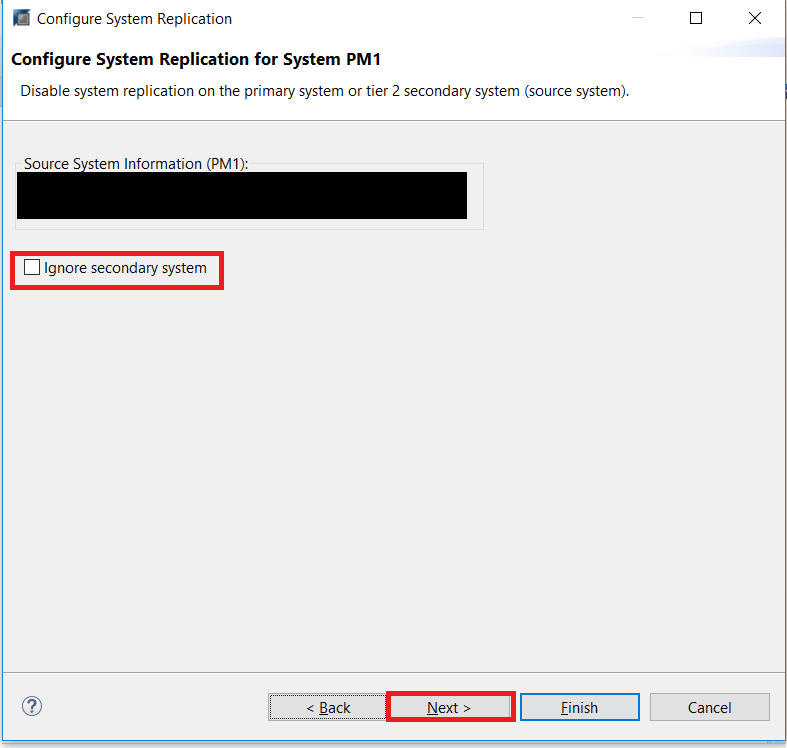 Configure System Replication
Configure System Replication for System PM1
Disable system replication on the primary system or tier 2 secondary system (source system).
Source System Information (PM1):
Ignore secondary system
?
< Back
Next >
Finish
Cancel